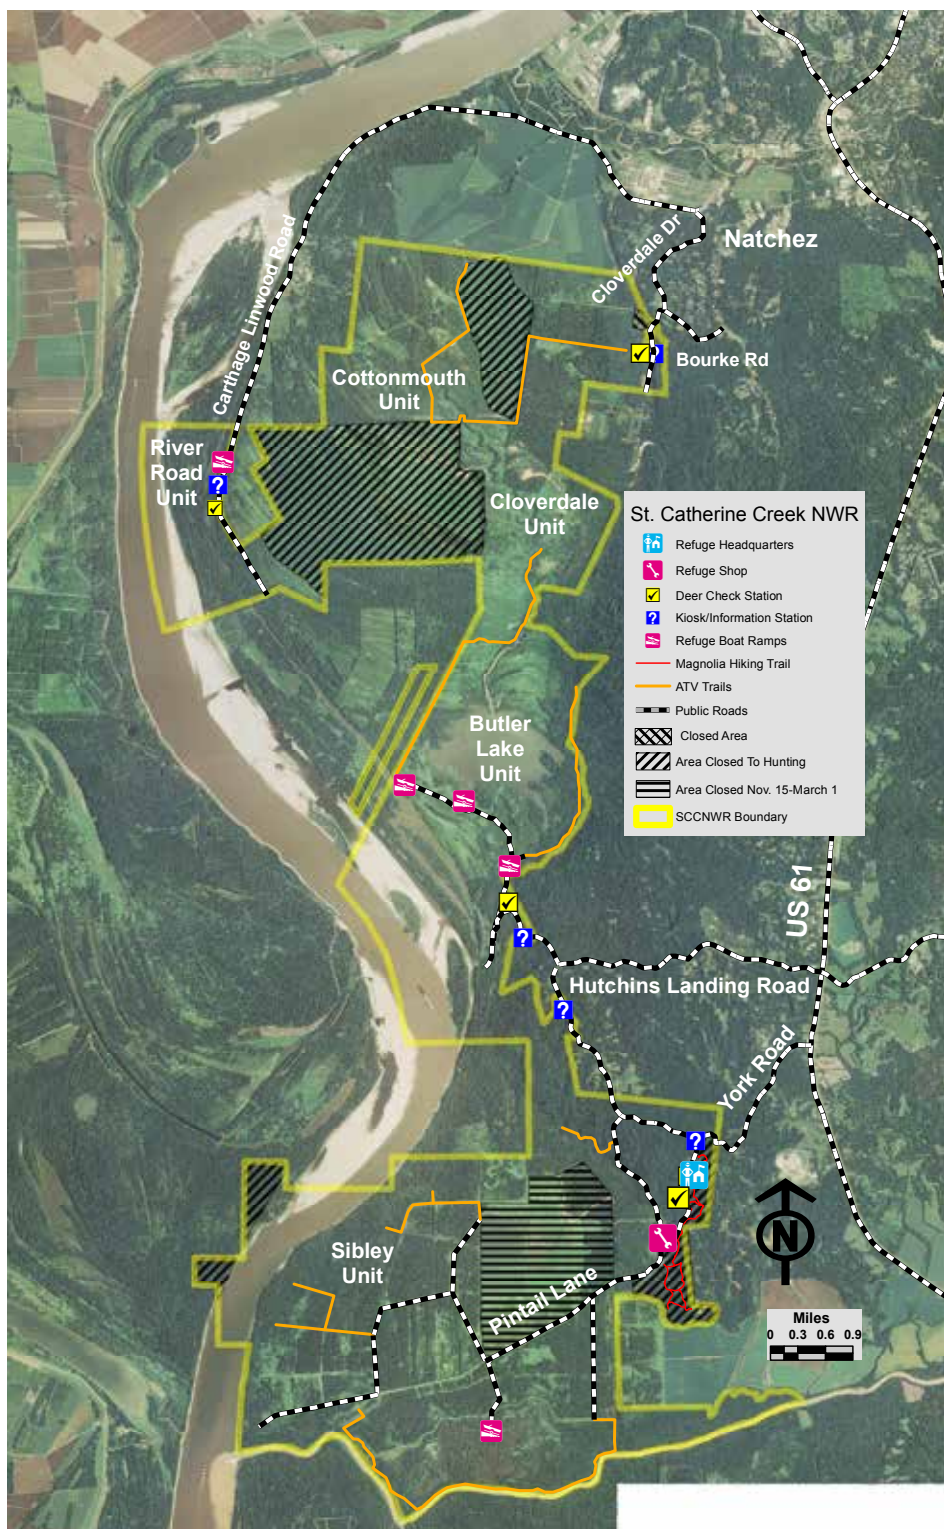 Natchez
Cloverdale Dr
Carthage Linwood Road
Bourke Rd
Cottonmouth
Unit
River
Road
Unit
Cloverdale
Unit
St. Catherine Creek NWR
Refuge Headquarters
Refuge Shop
Deer Check Station
?
Kiosk/Information Station
Refuge Boat Ramps
Magnolia Hiking Trail
ATV Trails
Public Roads
Closed Area
Area Closed To Hunting
Area Closed Nov. 15-March 1
SCCNWR Boundary
Butler
Lake
Unit
US 61
Hutchins Landing Road
York Road
N
Sibley
Unit
Pintail Lane
Miles
0 0.3 0.6 0.9